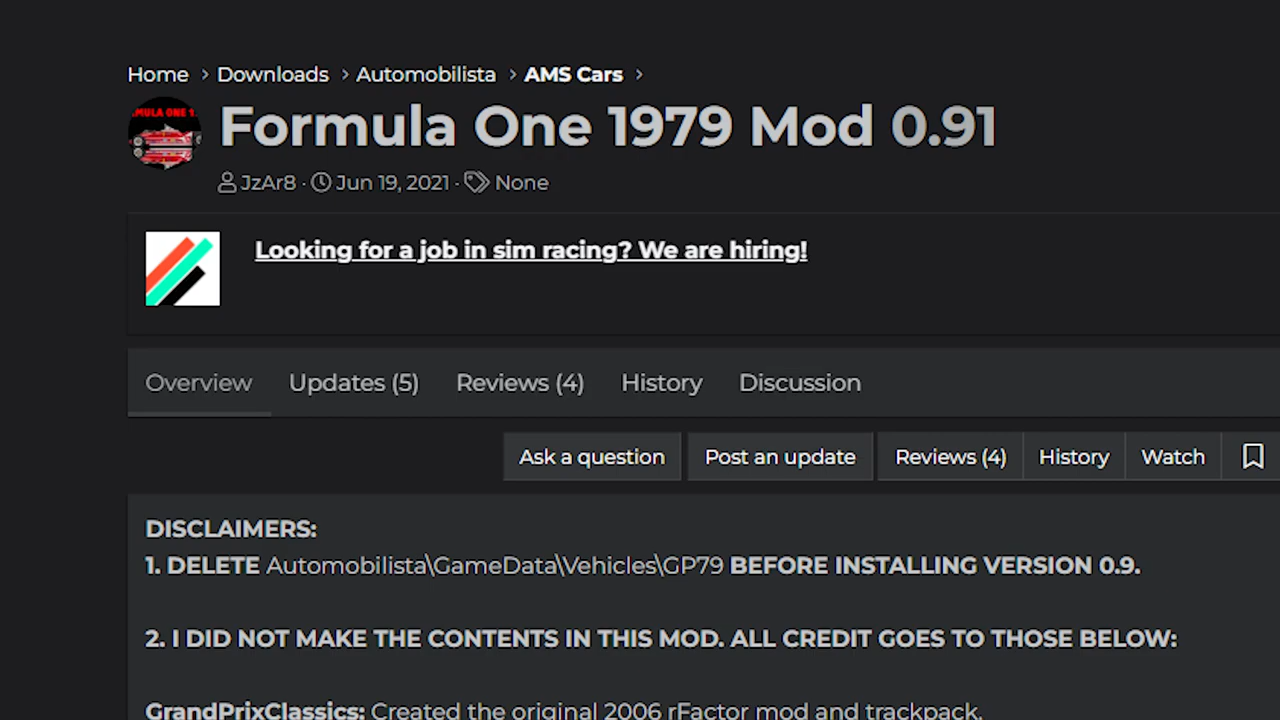 Home > Downloads > Automobilista > AMS Cars >
MULA ONE 1
Formula One 1979 Mod 0.91
JzAr8 · Jun 19, 2021 · None
Looking for a job in sim racing? We are hiring!
Overview Updates (5) Reviews (4) History Discussion
Ask a question Post an update Reviews (4) History Watch
DISCLAIMERS:
1. DELETE Automobilista\GameData\Vehicles\GP79 BEFORE INSTALLING VERSION 0.9.
2. I DID NOT MAKE THE CONTENTS IN THIS MOD. ALL CREDIT GOES TO THOSE BELOW:
GrandPrixClassics: Created the original 2006 rFactor mod and trackpack.